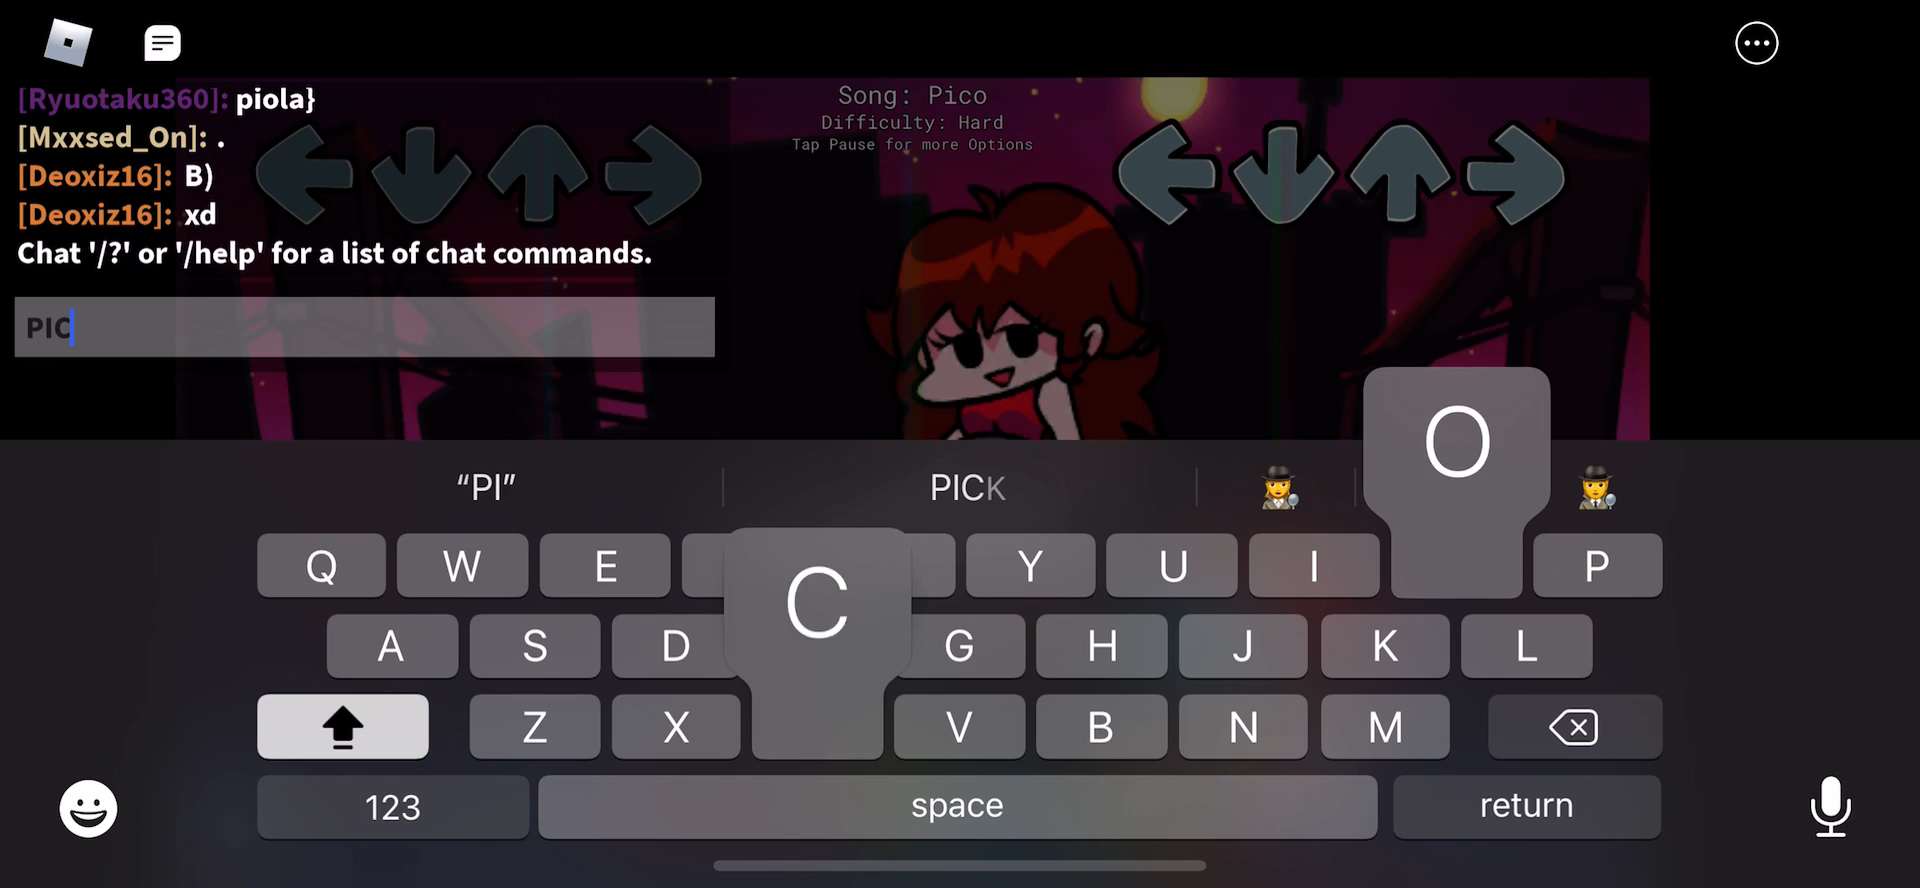 [Ryuotaku360]: piola}
[Mxxsed_On]: .
[Deoxiz16]: B)
[Deoxiz16]: xd
Chat '/?' or '/help' for a list of chat commands.
PIC
Song: Pico
Difficulty: Hard
Tap Pause for more Options
“PI” PICK
Q W E Y U I O P
A S D G H J K L
Z X C V B N M
123 space return